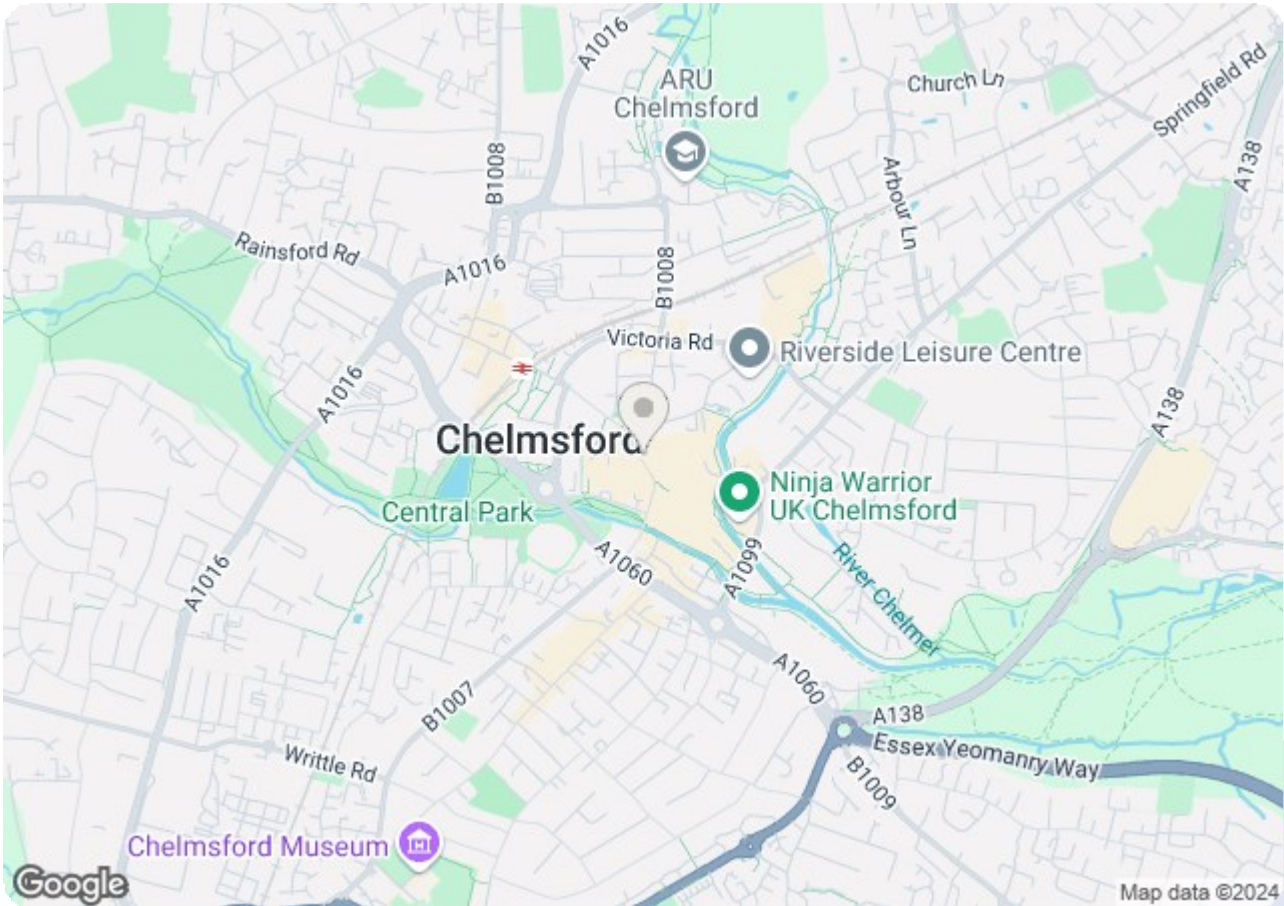 A1016
ARU
Chelmsford
Church Ln
Springfield Rd
B1008
A138
Arbour Ln
Rainsford Rd
A1016
B1008
Victoria Rd
Riverside Leisure Centre
A1016
A138
Chelmsford
Ninja Warrior
UK Chelmsford
Central Park
A1060
A1099
River Chelmer
A1016
A1060
B1007
A138
Essex Yeomanry Way
Writtle Rd
B1009
Chelmsford Museum
Google
Map data ©2024